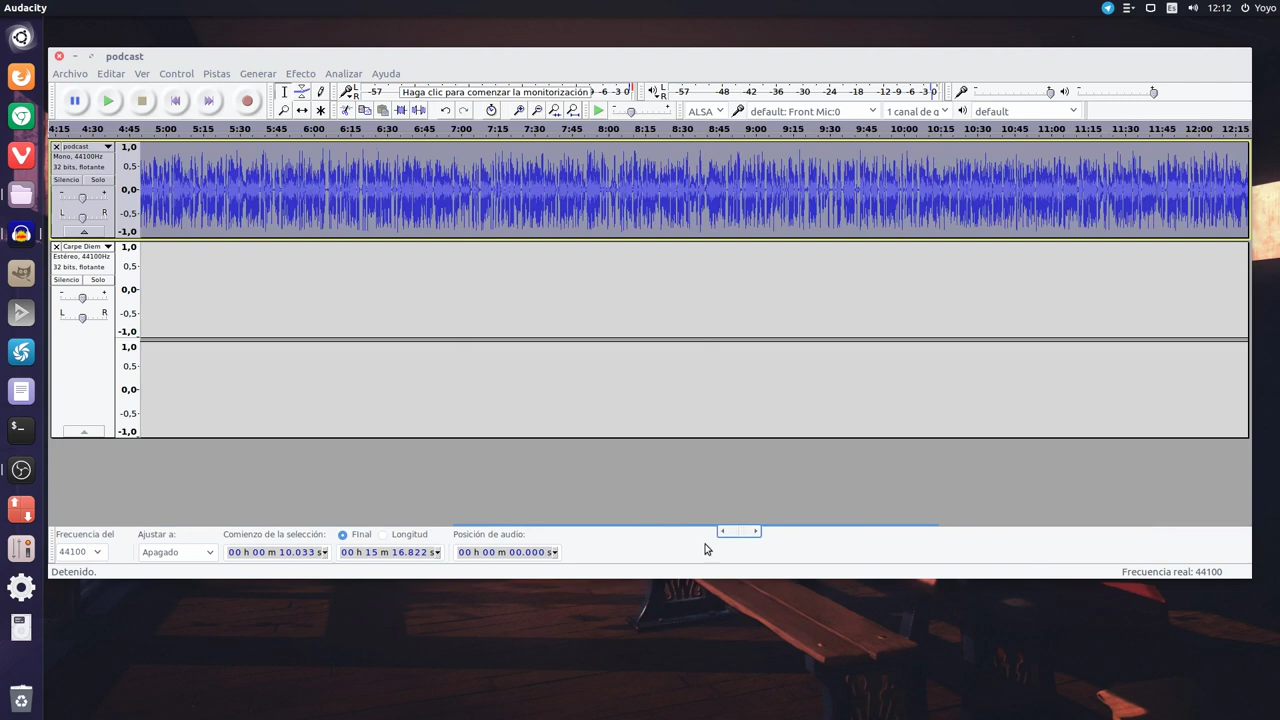 Audacity
Es
12:12
Yoyo
podcast
Archivo Editar Ver Control Pistas Generar Efecto Analizar Ayuda
L
R
-57
Haga clic para comenzar la monitorización
-6 -3 0
L
R
-57 -48 -42 -36 -30 -24 -18 -12 -9 -6 -3 0
ALSA
default: Front Mic:0
1 canal de g
default
4:15 4:30 4:45 5:00 5:15 5:30 5:45 6:00 6:15 6:30 6:45 7:00 7:15 7:30 7:45 8:00 8:15 8:30 8:45 9:00 9:15 9:30 9:45 10:00 10:15 10:30 10:45 11:00 11:15 11:30 11:45 12:00 12:15
podcast
Mono, 44100Hz
32 bits, flotante
Silencio Solo
- +
L R
1,0
0,5
0,0
-0,5
-1,0
Carpe Diem
Estéreo, 44100Hz
32 bits, flotante
Silencio Solo
- +
L R
1,0
0,5
0,0
-0,5
-1,0
1,0
0,5
0,0
-0,5
-1,0
Frecuencia del
Ajustar a:
Comienzo de la selección:
FInal
Longitud
Posición de audio:
44100
Apagado
00 h 00 m 10.033 s
00 h 15 m 16.822 s
00 h 00 m 00.000 s
Detenido.
Frecuencia real: 44100